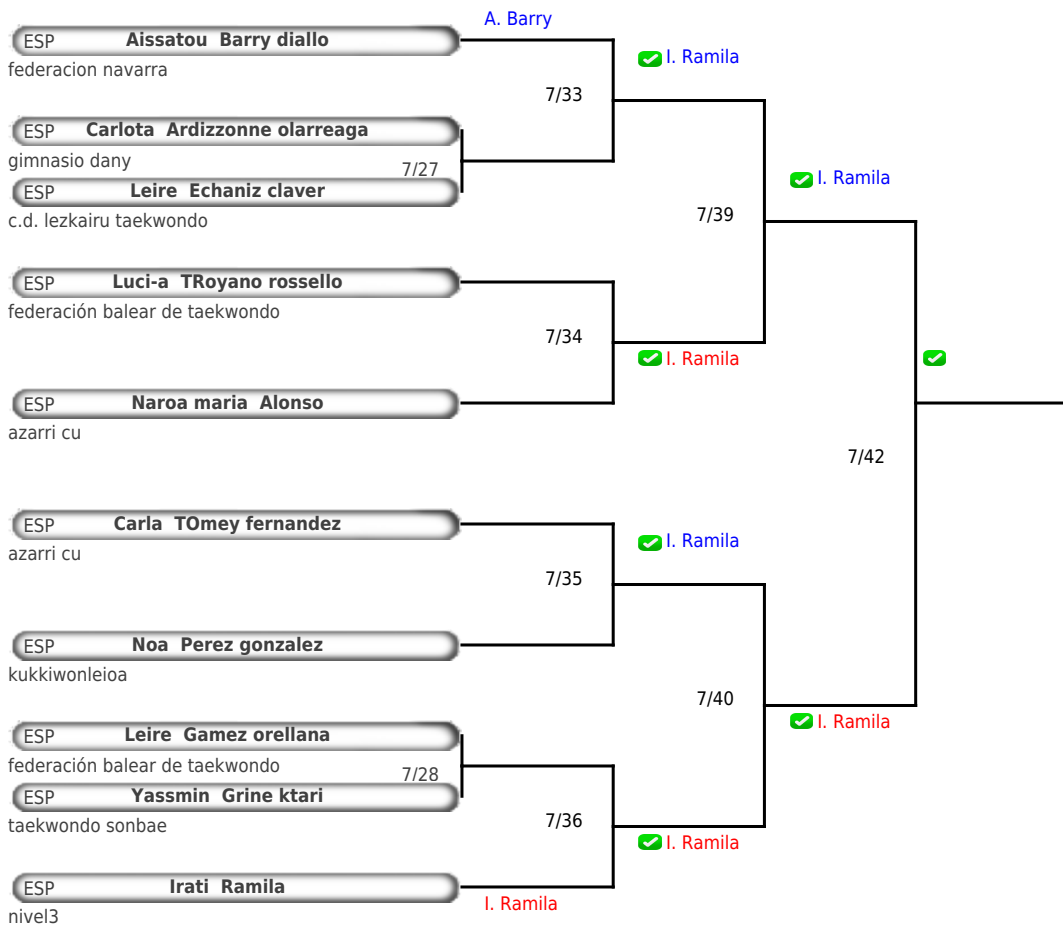 A. Barry
ESP Aissatou Barry diallo
federacion navarra
I. Ramila
7/33
ESP Carlota Ardizzonne olarreaga
gimnasio dany
7/27
I. Ramila
ESP Leire Echaniz claver
c.d. lezkairu taekwondo
7/39
ESP Luci-a TRoyano rossello
federación balear de taekwondo
7/34
I. Ramila
ESP Naroa maria Alonso
azarri cu
7/42
ESP Carla TOmey fernandez
azarri cu
I. Ramila
7/35
ESP Noa Perez gonzalez
kukkiwonleioa
7/40
I. Ramila
ESP Leire Gamez orellana
federación balear de taekwondo
7/28
ESP Yassmin Grine ktari
taekwondo sonbae
7/36
I. Ramila
ESP Irati Ramila
I. Ramila
nivel3